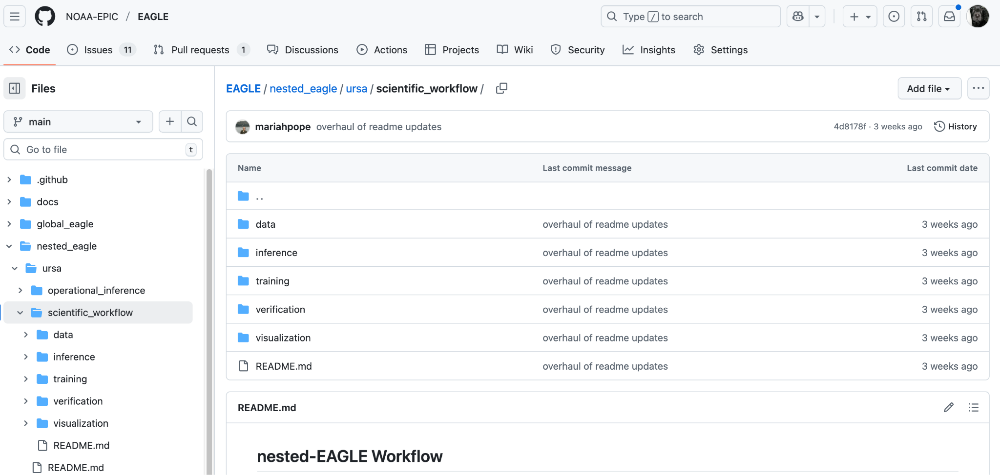 NOAA-EPIC / EAGLE
Type / to search
Code
Issues 11
Pull requests 1
Discussions
Actions
Projects
Wiki
Security
Insights
Settings
Files
main
Go to file
t
.github
docs
global_eagle
nested_eagle
ursa
operational_inference
scientific_workflow
data
inference
training
verification
visualization
README.md
README.md
EAGLE / nested_eagle / ursa / scientific_workflow /
Add file
mariahpope overhaul of readme updates
4d8178f · 3 weeks ago
History
Name Last commit message Last commit date
..
data overhaul of readme updates 3 weeks ago
inference overhaul of readme updates 3 weeks ago
training overhaul of readme updates 3 weeks ago
verification overhaul of readme updates 3 weeks ago
visualization overhaul of readme updates 3 weeks ago
README.md overhaul of readme updates 3 weeks ago
README.md
nested-EAGLE Workflow